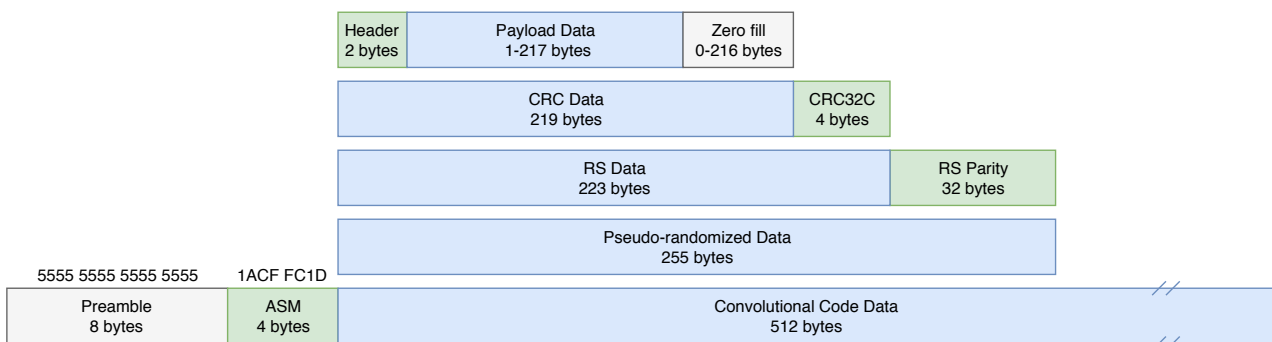 Header
2 bytes
Payload Data
1-217 bytes
Zero fill
0-216 bytes
CRC Data
219 bytes
CRC32C
4 bytes
RS Data
223 bytes
RS Parity
32 bytes
Pseudo-randomized Data
255 bytes
5555 5555 5555 5555
1ACF FC1D
Preamble
8 bytes
ASM
4 bytes
Convolutional Code Data
512 bytes